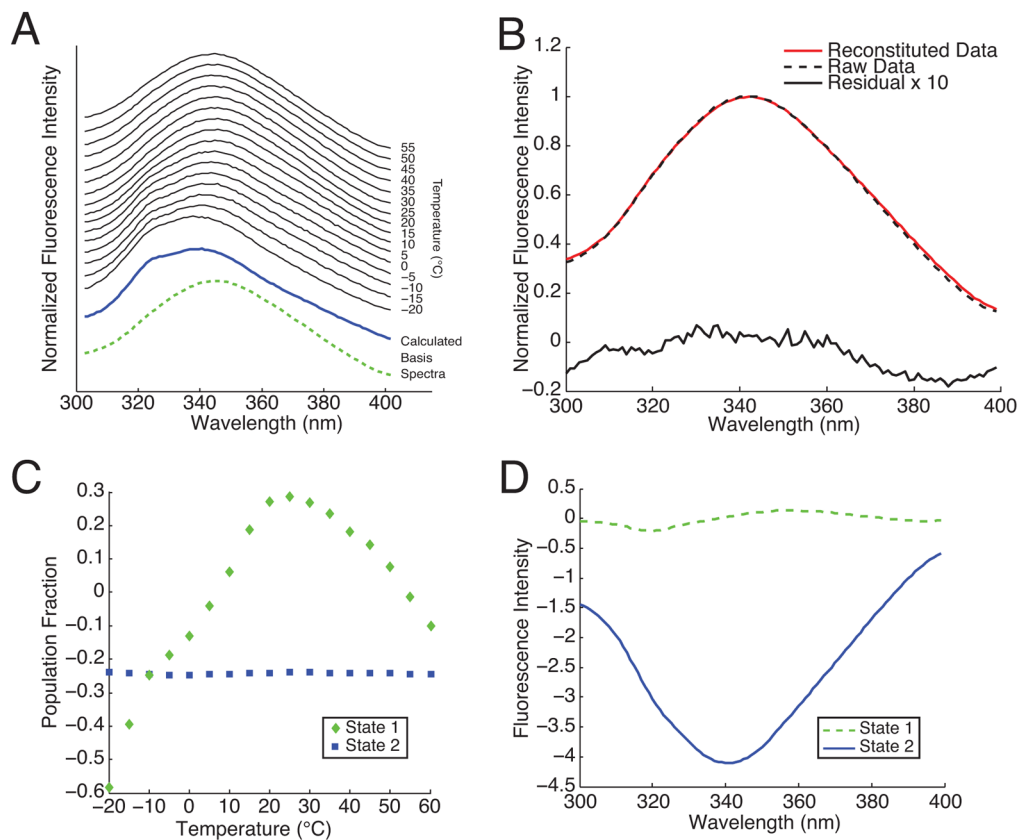 A
Normalized Fluorescence Intensity
55
50
45
40
35
30
25
20
15
10
5
0
−5
−10
−15
−20
Temperature (°C)
Calculated
Basis
Spectra
300 320 340 360 380 400
Wavelength (nm)
B
Normalized Fluorescence Intensity
Reconstituted Data
Raw Data
Residual x 10
1.2
1
0.8
0.6
0.4
0.2
0
−0.2
300 320 340 360 380 400
Wavelength (nm)
C
Population Fraction
0.3
0.2
0.1
0
−0.1
−0.2
−0.3
−0.4
−0.5
−0.6
State 1
State 2
−20 −10 0 10 20 30 40 50 60
Temperature (°C)
D
Fluorescence Intensity
0.5
0
−0.5
−1
−1.5
−2
−2.5
−3
−3.5
−4
−4.5
State 1
State 2
300 320 340 360 380 400
Wavelength (nm)